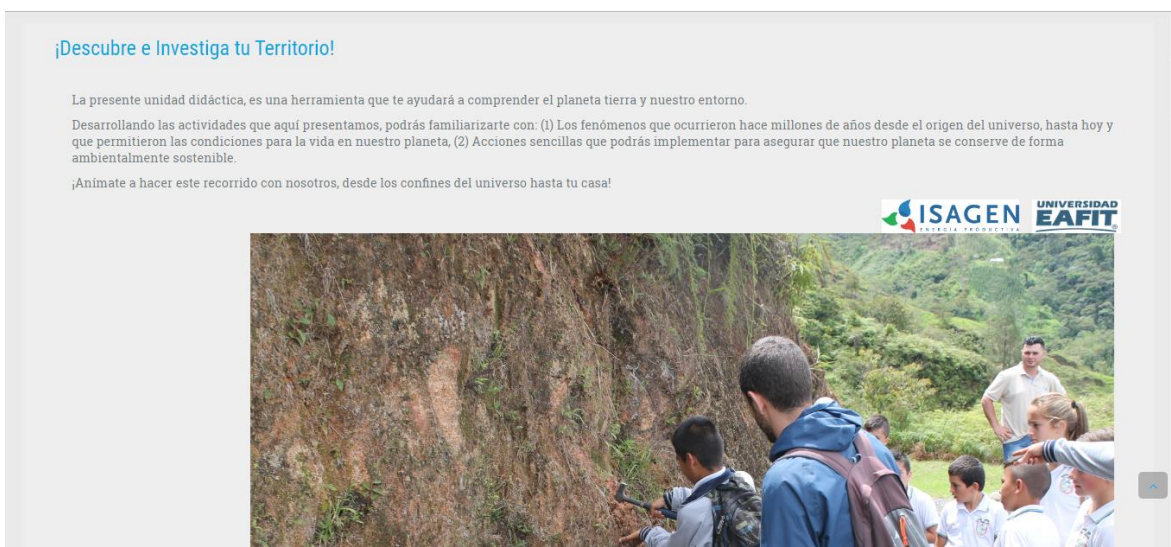 ¡Descubre e Investiga tu Territorio!
La presente unidad didáctica, es una herramienta que te ayudará a comprender el planeta tierra y nuestro entorno.
Desarrollando las actividades que aquí presentamos, podrás familiarizarte con: (1) Los fenómenos que ocurrieron hace millones de años desde el origen del universo, hasta hoy y
que permitieron las condiciones para la vida en nuestro planeta, (2) Acciones sencillas que podrás implementar para asegurar que nuestro planeta se conserve de forma
ambientalmente sostenible.
¡Anímate a hacer este recorrido con nosotros, desde los confines del universo hasta tu casa!
ISAGEN
ENERGÍA PRODUCTIVA
UNIVERSIDAD
EAFIT